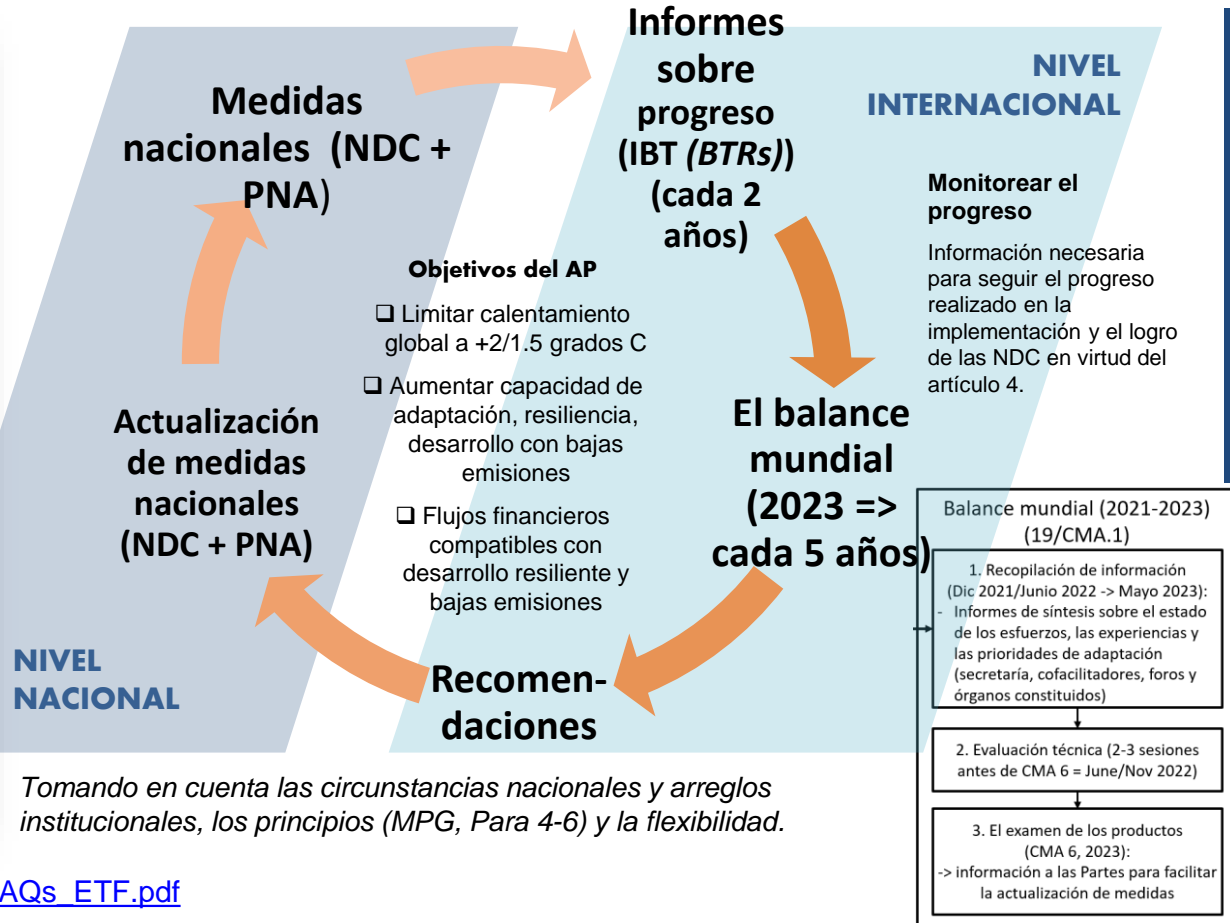 Medidas
nacionales (NDC +
PNA)
Informes
sobre
progreso
(IBT (BTRs))
(cada 2
años)
NIVEL
INTERNACIONAL
Monitorear el
progreso
Información necesaria
para seguir el progreso
realizado en la
implementación y el logro
de las NDC en virtud del
artículo 4.
Objetivos del AP
❑ Limitar calentamiento
global a +2/1.5 grados C
❑ Aumentar capacidad de
adaptación, resiliencia,
desarrollo con bajas
emisiones
❑ Flujos financieros
compatibles con
desarrollo resiliente y
bajas emisiones
Actualización
de medidas
nacionales
(NDC + PNA)
El balance
mundial
(2023 =>
cada 5 años)
Recomen-
daciones
NIVEL
NACIONAL
Balance mundial (2021-2023)
(19/CMA.1)
1. Recopilación de información
(Dic 2021/Junio 2022 -> Mayo 2023):
- Informes de síntesis sobre el estado
de los esfuerzos, las experiencias y
las prioridades de adaptación
(secretaría, cofacilitadores, foros y
órganos constituidos)
2. Evaluación técnica (2-3 sesiones
antes de CMA 6 = June/Nov 2022)
3. El examen de los productos
(CMA 6, 2023):
-> información a las Partes para facilitar
la actualización de medidas
Tomando en cuenta las circunstancias nacionales y arreglos
institucionales, los principios (MPG, Para 4-6) y la flexibilidad.
AQs_ETF.pdf